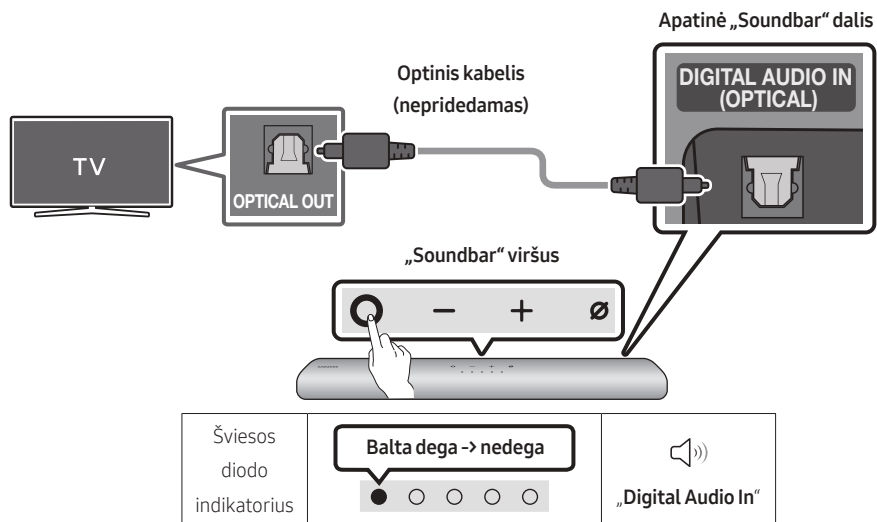 Apatinė „Soundbar“ dalis
Optinis kabelis
(nepridedamas)
DIGITAL AUDIO IN
(OPTICAL)
TV
OPTICAL OUT
„Soundbar“ viršus
Šviesos
diodo
indikatorius
Balta dega -> nedega
„Digital Audio In“